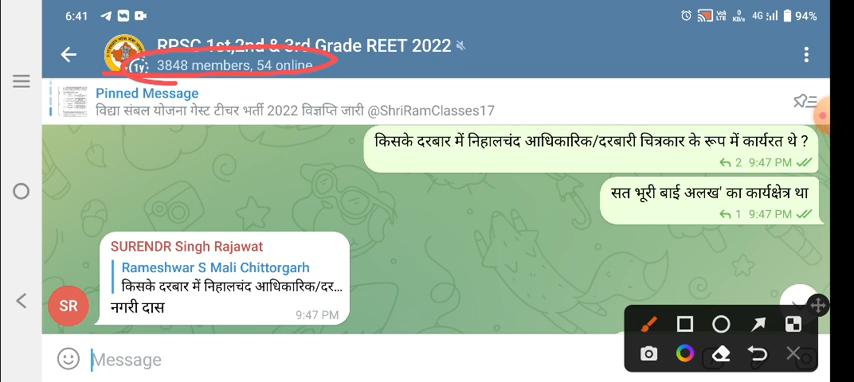 6:41
4G 94%
RPSC 1st,2nd & 3rd Grade REET 2022
3848 members, 54 online
Pinned Message
विद्या संबल योजना गेस्ट टीचर भर्ती 2022 विज्ञप्ति जारी @ShriRamClasses17
किसके दरबार में निहालचंद आधिकारिक/दरबारी चित्रकार के रूप में कार्यरत थे ?
2 9:47 PM
सत भूरी बाई अलख' का कार्यक्षेत्र था
1 9:47 PM
SURENDR Singh Rajawat
Rameshwar S Mali Chittorgarh
किसके दरबार में निहालचंद आधिकारिक/दर...
SR
नगरी दास
9:47 PM
Message